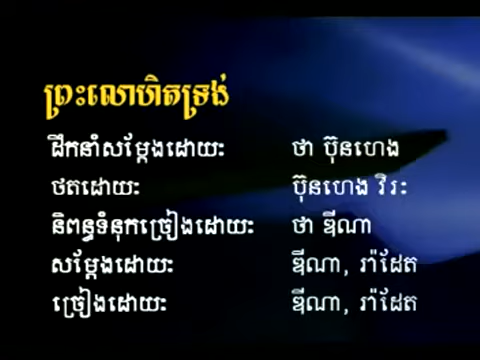 ព្រះលោហិតទ្រង់
ដឹកនាំសម្ដែងដោយៈ ថា ប៊ុនហេង
ថតដោយៈ ប៊ុនហេង វិរៈ
និពន្ធទំនុកច្រៀងដោយៈ ថា ឌីណា
សម្ដែងដោយៈ ឌីណា, រ៉ាដែត
ច្រៀងដោយៈ ឌីណា, រ៉ាដែត